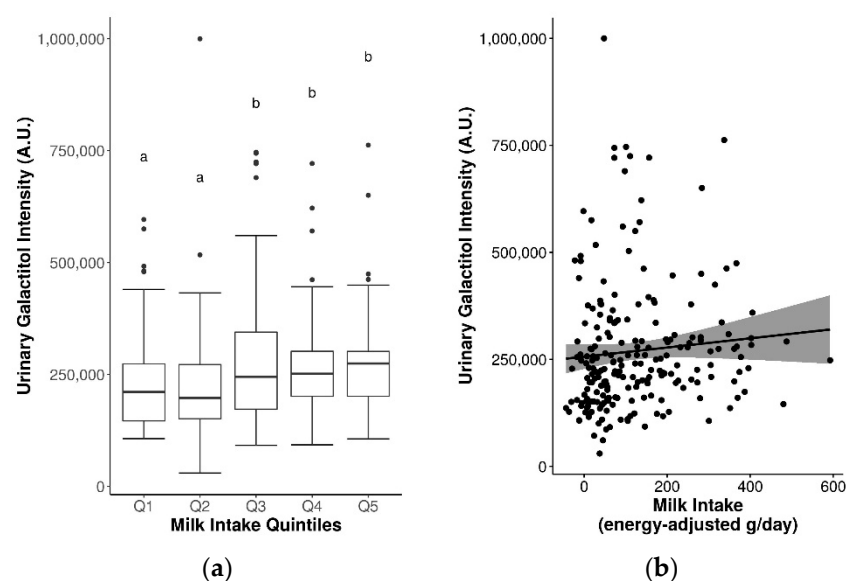 Urinary Galactitol Intensity (A.U.)
1,000,000
750,000
500,000
250,000
0
a
a
b
b
b
Q1 Q2 Q3 Q4 Q5
Milk Intake Quintiles
(a)
Urinary Galactitol Intensity (A.U.)
1,000,000
750,000
500,000
250,000
0
0 200 400 600
Milk Intake
(energy-adjusted g/day)
(b)